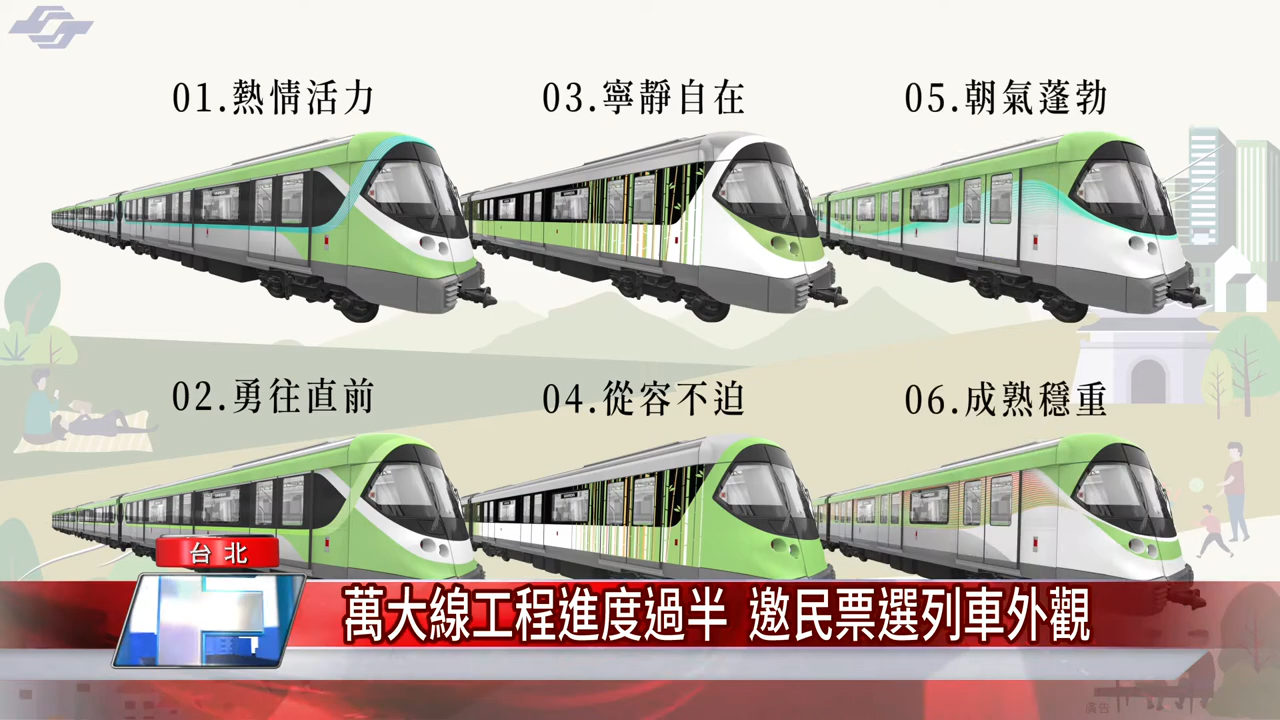 01.熱情活力
03.寧靜自在
05.朝氣蓬勃
02.勇往直前
04.從容不迫
06.成熟穩重
台北
萬大線工程進度過半 邀民票選列車外觀
廣告